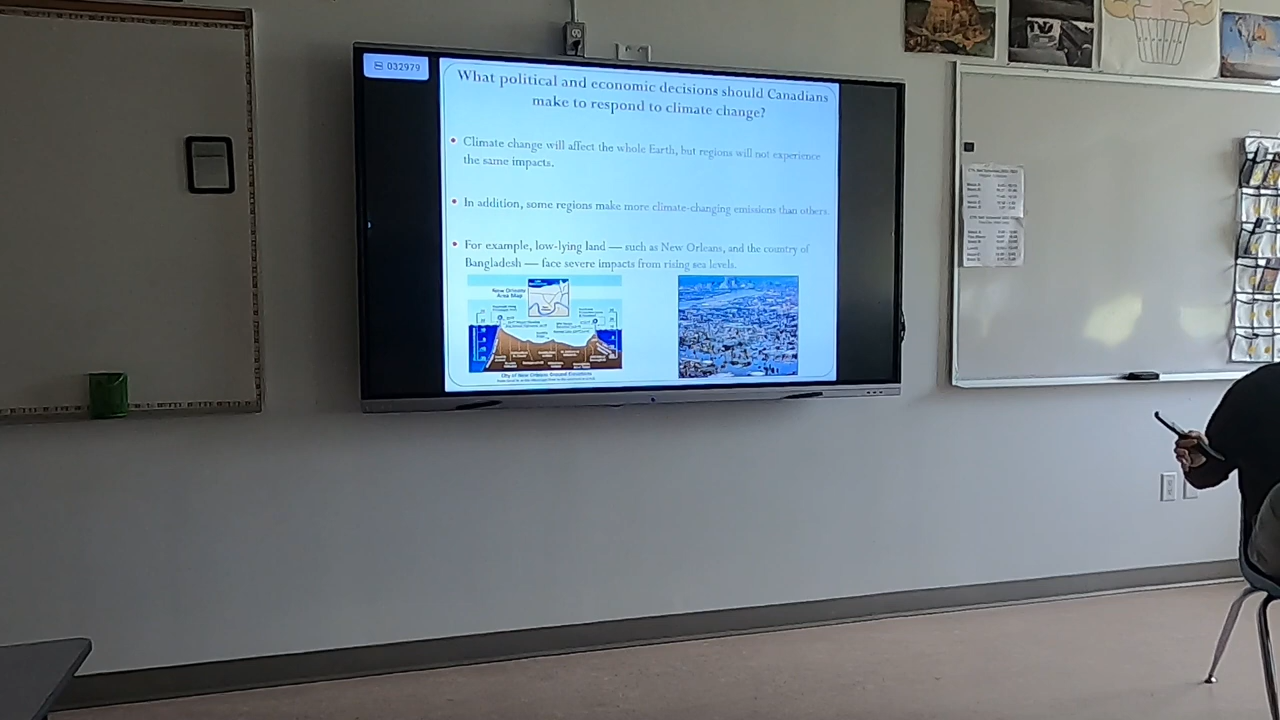 032979
What political and economic decisions should Canadians
make to respond to climate change?
• Climate change will affect the whole Earth, but regions will not experience
the same impacts.
• In addition, some regions make more climate-changing emissions than others.
• For example, low-lying land — such as New Orleans, and the country of
Bangladesh — face severe impacts from rising sea levels.
New Orleans
Area Map
City of New Orleans Ground Elevations